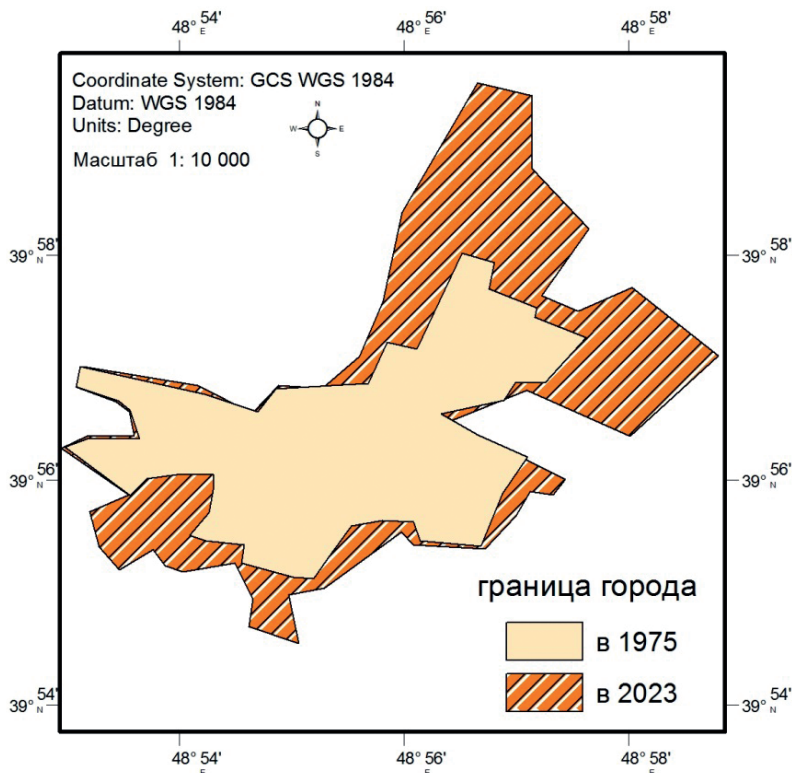 48° 54' E
48° 56' E
48° 58' E
Coordinate System: GCS WGS 1984
Datum: WGS 1984
Units: Degree
Масштаб 1: 10 000
N
W E
S
39° 58' N
39° 58' N
39° 56' N
39° 56' N
граница города
в 1975
в 2023
39° 54' N
39° 54' N
48° 54' E
48° 56' E
48° 58' E